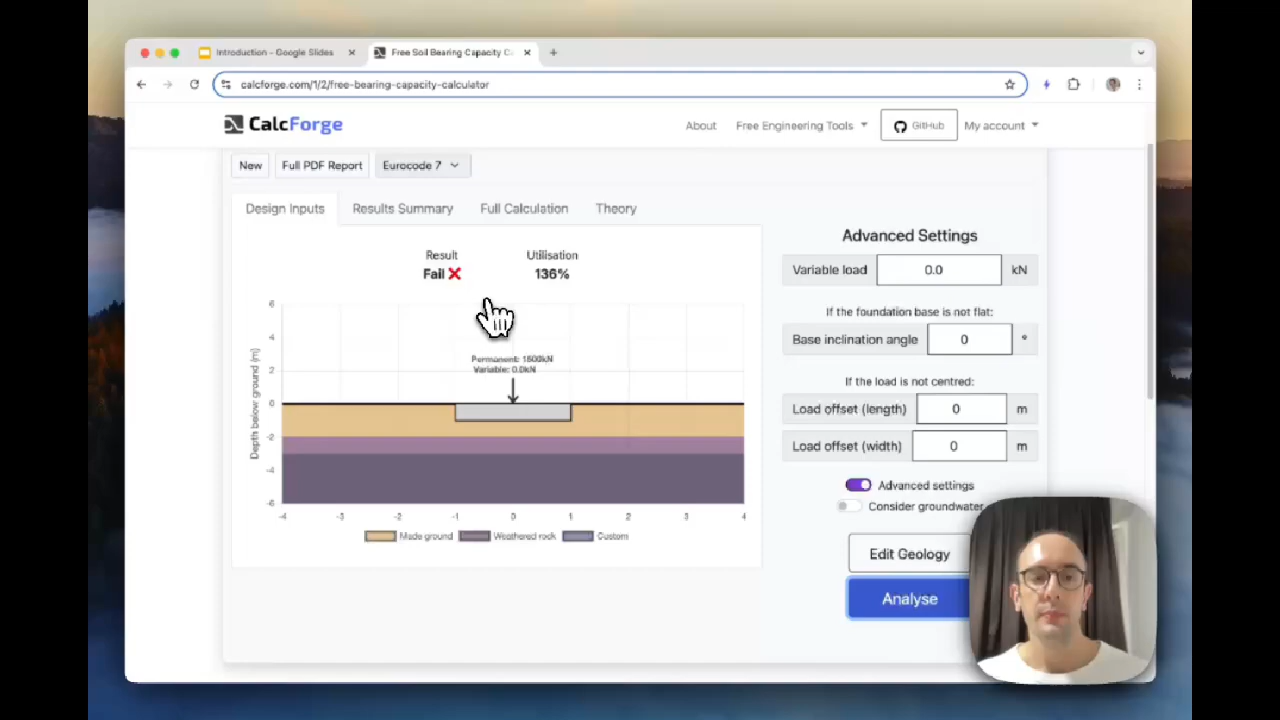 Introduction - Google Slides
Free Soil Bearing Capacity C
calcforge.com/1/2/free-bearing-capacity-calculator
CalcForge
About
Free Engineering Tools
GitHub
My account
New
Full PDF Report
Eurocode 7
Design Inputs
Results Summary
Full Calculation
Theory
Result
Utilisation
Fail
136%
6
4
2
0
-2
-4
-6
Depth below ground (m)
Permanent: 1500kN
Variable: 0.0kN
-4 -3 -2 -1 0 1 2 3 4
Made ground
Weathered rock
Custom
Advanced Settings
Variable load 0.0 kN
If the foundation base is not flat:
Base inclination angle 0 °
If the load is not centred:
Load offset (length) 0 m
Load offset (width) 0 m
Advanced settings
Consider groundwater
Edit Geology
Analyse